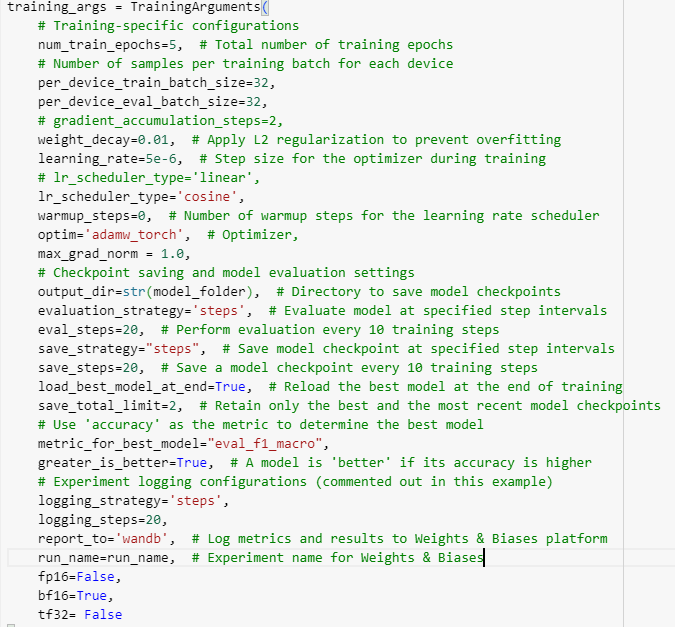 training_args = TrainingArguments(
    # Training-specific configurations
    num_train_epochs=5,  # Total number of training epochs
    # Number of samples per training batch for each device
    per_device_train_batch_size=32,
    per_device_eval_batch_size=32,
    # gradient_accumulation_steps=2,
    weight_decay=0.01,  # Apply L2 regularization to prevent overfitting
    learning_rate=5e-6,  # Step size for the optimizer during training
    # lr_scheduler_type='linear',
    lr_scheduler_type='cosine',
    warmup_steps=0,  # Number of warmup steps for the learning rate scheduler
    optim='adamw_torch',  # Optimizer,
    max_grad_norm = 1.0,
    # Checkpoint saving and model evaluation settings
    output_dir=str(model_folder),  # Directory to save model checkpoints
    evaluation_strategy='steps',  # Evaluate model at specified step intervals
    eval_steps=20,  # Perform evaluation every 10 training steps
    save_strategy="steps",  # Save model checkpoint at specified step intervals
    save_steps=20,  # Save a model checkpoint every 10 training steps
    load_best_model_at_end=True,  # Reload the best model at the end of training
    save_total_limit=2,  # Retain only the best and the most recent model checkpoints
    # Use 'accuracy' as the metric to determine the best model
    metric_for_best_model="eval_f1_macro",
    greater_is_better=True,  # A model is 'better' if its accuracy is higher
    # Experiment logging configurations (commented out in this example)
    logging_strategy='steps',
    logging_steps=20,
    report_to='wandb',  # Log metrics and results to Weights & Biases platform
    run_name=run_name,  # Experiment name for Weights & Biases
    fp16=False,
    bf16=True,
    tf32= False